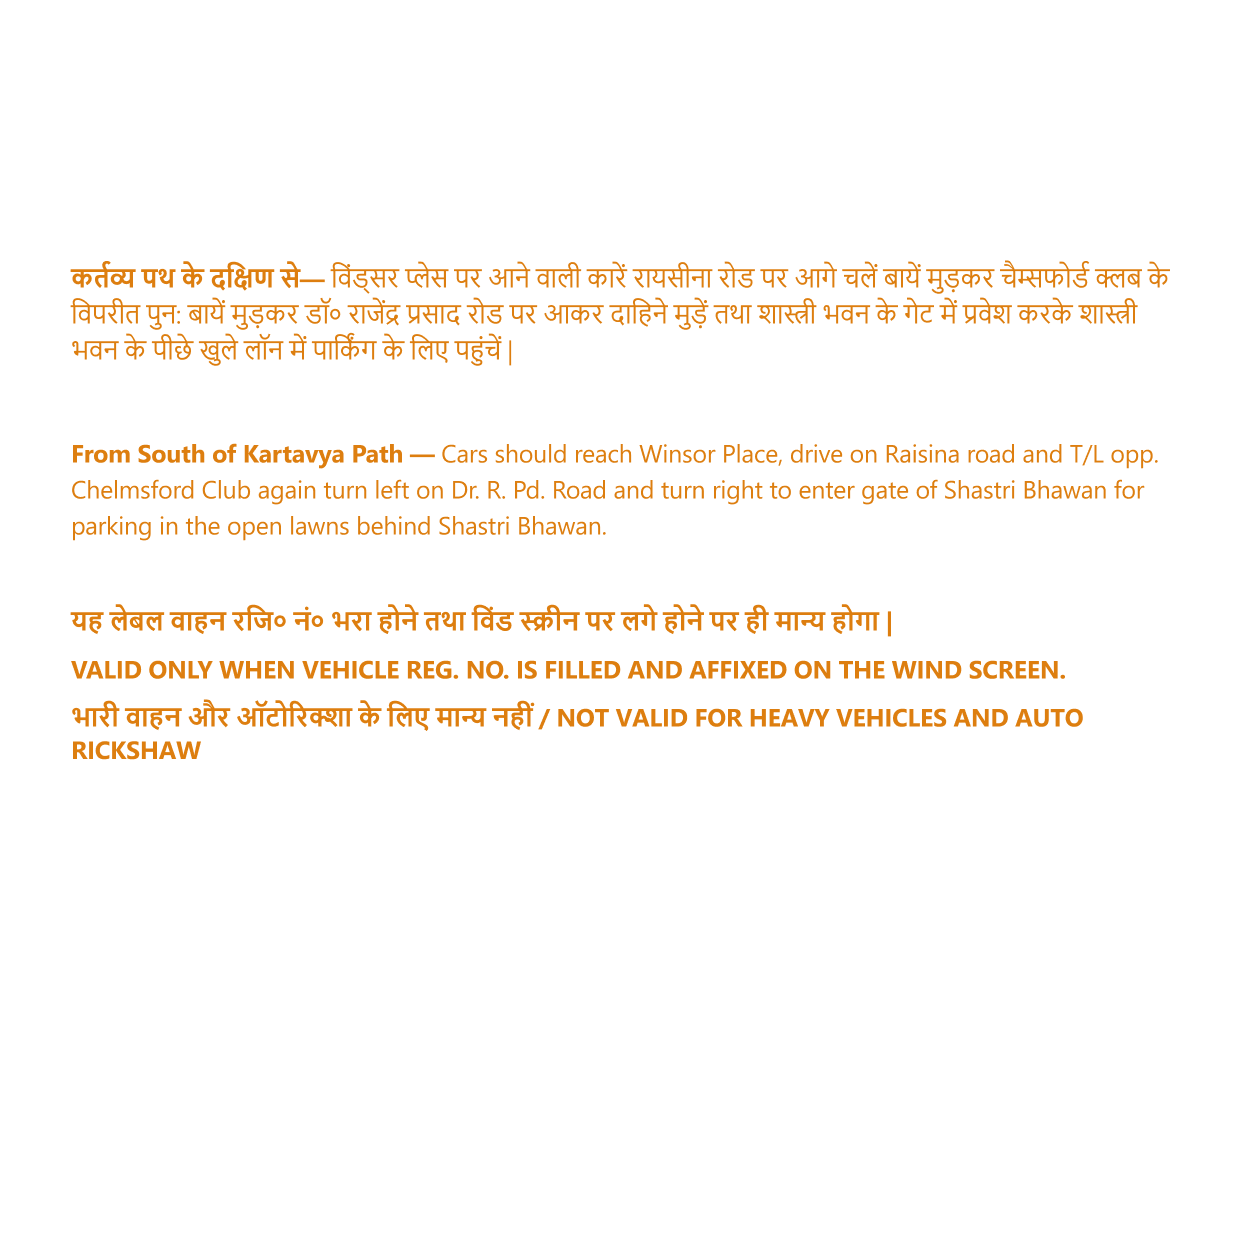 कर्तव्य पथ के दक्षिण से— विंड्सर प्लेस पर आने वाली कारें रायसीना रोड पर आगे चलें बायें मुड़कर चैम्सफोर्ड क्लब के
विपरीत पुन: बायें मुड़कर डॉ० राजेंद्र प्रसाद रोड पर आकर दाहिने मुड़ें तथा शास्त्री भवन के गेट में प्रवेश करके शास्त्री
भवन के पीछे खुले लॉन में पार्किंग के लिए पहुंचें |
From South of Kartavya Path — Cars should reach Winsor Place, drive on Raisina road and T/L opp.
Chelmsford Club again turn left on Dr. R. Pd. Road and turn right to enter gate of Shastri Bhawan for
parking in the open lawns behind Shastri Bhawan.
यह लेबल वाहन रजि० नं० भरा होने तथा विंड स्क्रीन पर लगे होने पर ही मान्य होगा |
VALID ONLY WHEN VEHICLE REG. NO. IS FILLED AND AFFIXED ON THE WIND SCREEN.
भारी वाहन और ऑटोरिक्शा के लिए मान्य नहीं / NOT VALID FOR HEAVY VEHICLES AND AUTO
RICKSHAW